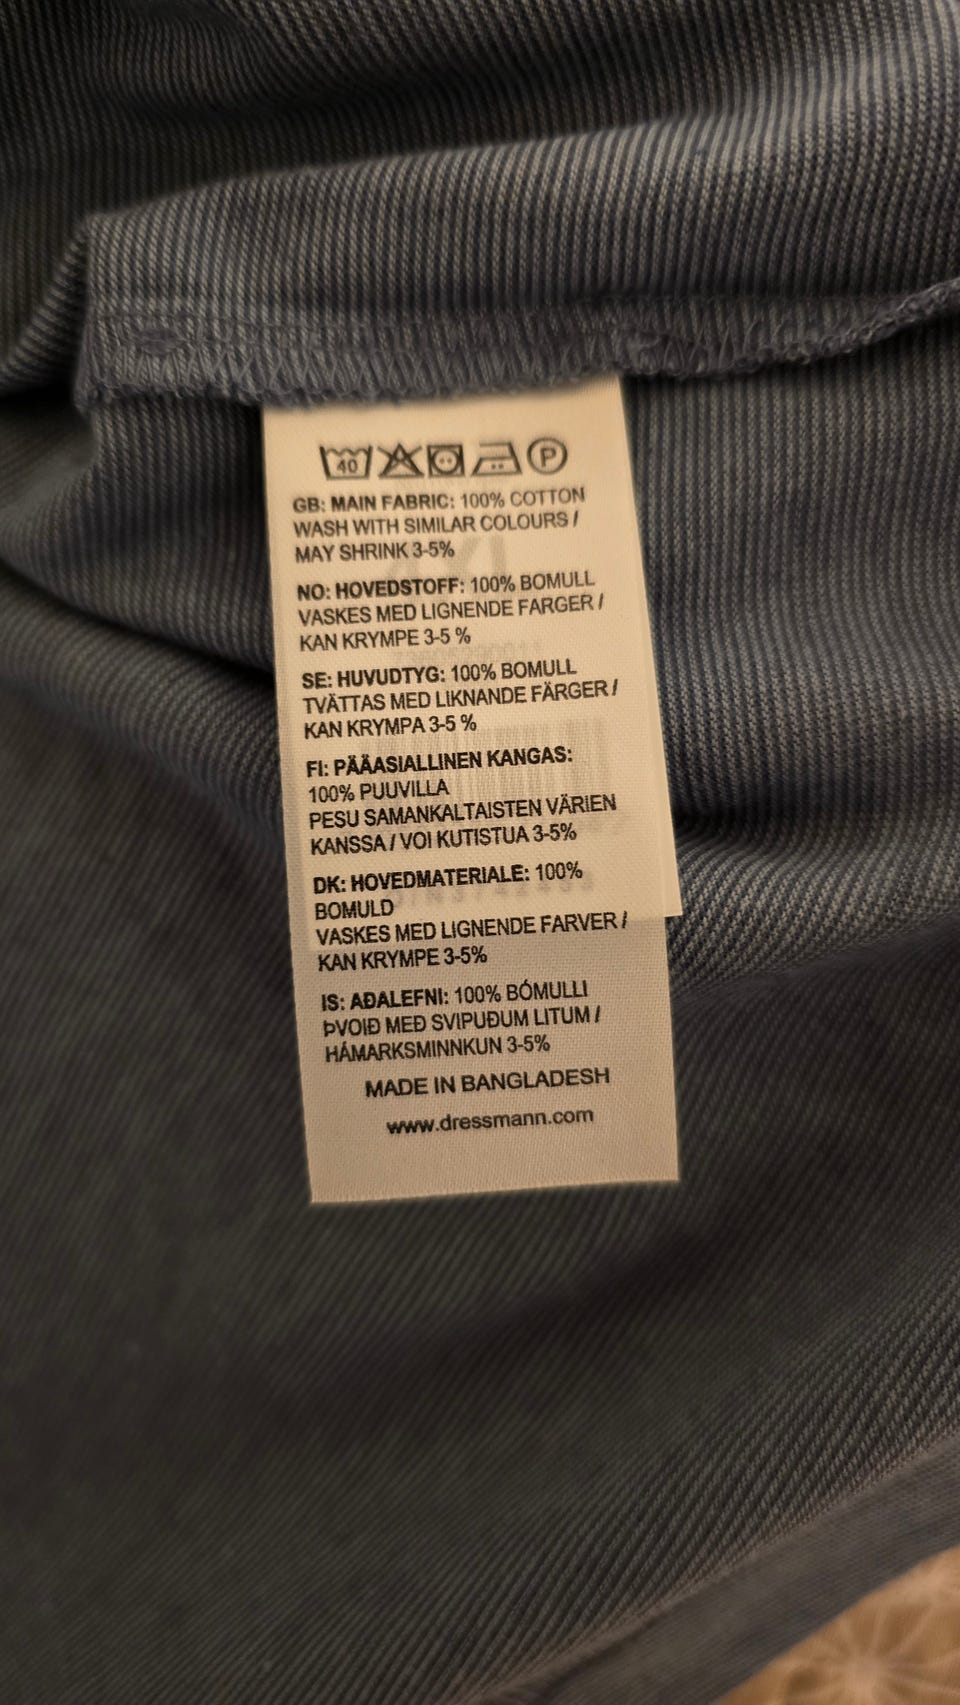 40 P
GB: MAIN FABRIC: 100% COTTON
WASH WITH SIMILAR COLOURS /
MAY SHRINK 3-5%
NO: HOVEDSTOFF: 100% BOMULL
VASKES MED LIGNENDE FARGER /
KAN KRYMPE 3-5 %
SE: HUVUDTYG: 100% BOMULL
TVÄTTAS MED LIKNANDE FÄRGER /
KAN KRYMPA 3-5 %
FI: PÄÄASIALLINEN KANGAS:
100% PUUVILLA
PESU SAMANKALTAISTEN VÄRIEN
KANSSA / VOI KUTISTUA 3-5%
DK: HOVEDMATERIALE: 100%
BOMULD
VASKES MED LIGNENDE FARVER /
KAN KRYMPE 3-5%
IS: AÐALEFNI: 100% BÓMULLI
ÞVOIÐ MEÐ SVIPUÐUM LITUM /
HÁMARKSMINNKUN 3-5%
MADE IN BANGLADESH
www.dressmann.com